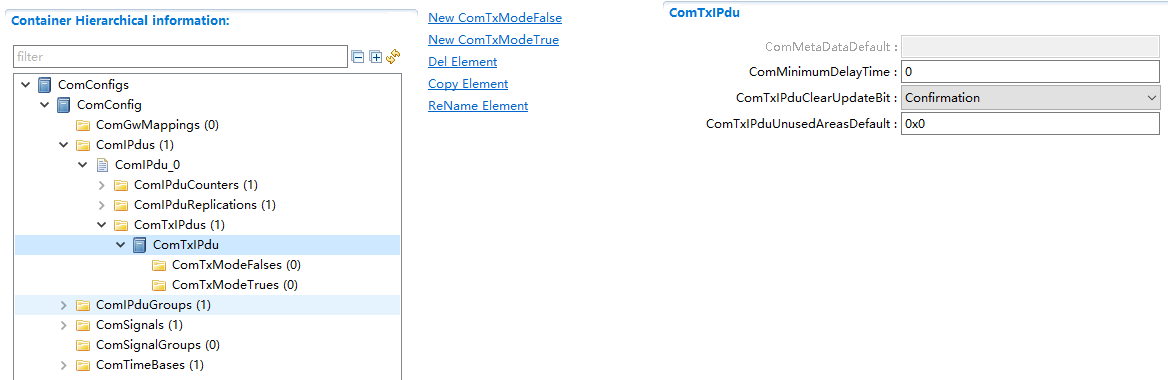 Container Hierarchical information:
filter
ComConfigs
ComConfig
ComGwMappings (0)
ComIPdus (1)
ComIPdu_0
ComIPduCounters (1)
ComIPduReplications (1)
ComTxIPdus (1)
ComTxIPdu
ComTxModeFalses (0)
ComTxModeTrues (0)
ComIPduGroups (1)
ComSignals (1)
ComSignalGroups (0)
ComTimeBases (1)
New ComTxModeFalse
New ComTxModeTrue
Del Element
Copy Element
ReName Element
ComTxIPdu
ComMetaDataDefault :
ComMinimumDelayTime : 0
ComTxIPduClearUpdateBit : Confirmation
ComTxIPduUnusedAreasDefault : 0x0